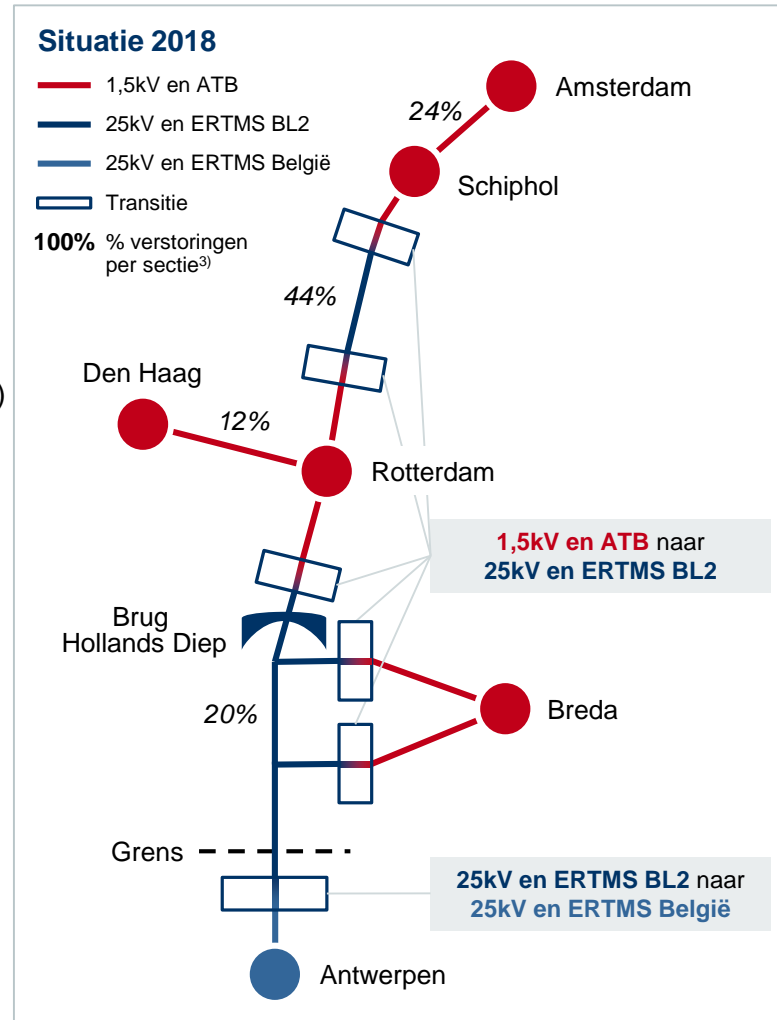 Situatie 2018
1,5kV en ATB
25kV en ERTMS BL2
25kV en ERTMS België
Transitie
100% % verstoringen
per sectie3)
24%
Amsterdam
Schiphol
44%
Den Haag
)
12%
Rotterdam
1,5kV en ATB naar
25kV en ERTMS BL2
Brug
Hollands Diep
20%
Breda
Grens
25kV en ERTMS BL2 naar
25kV en ERTMS België
Antwerpen